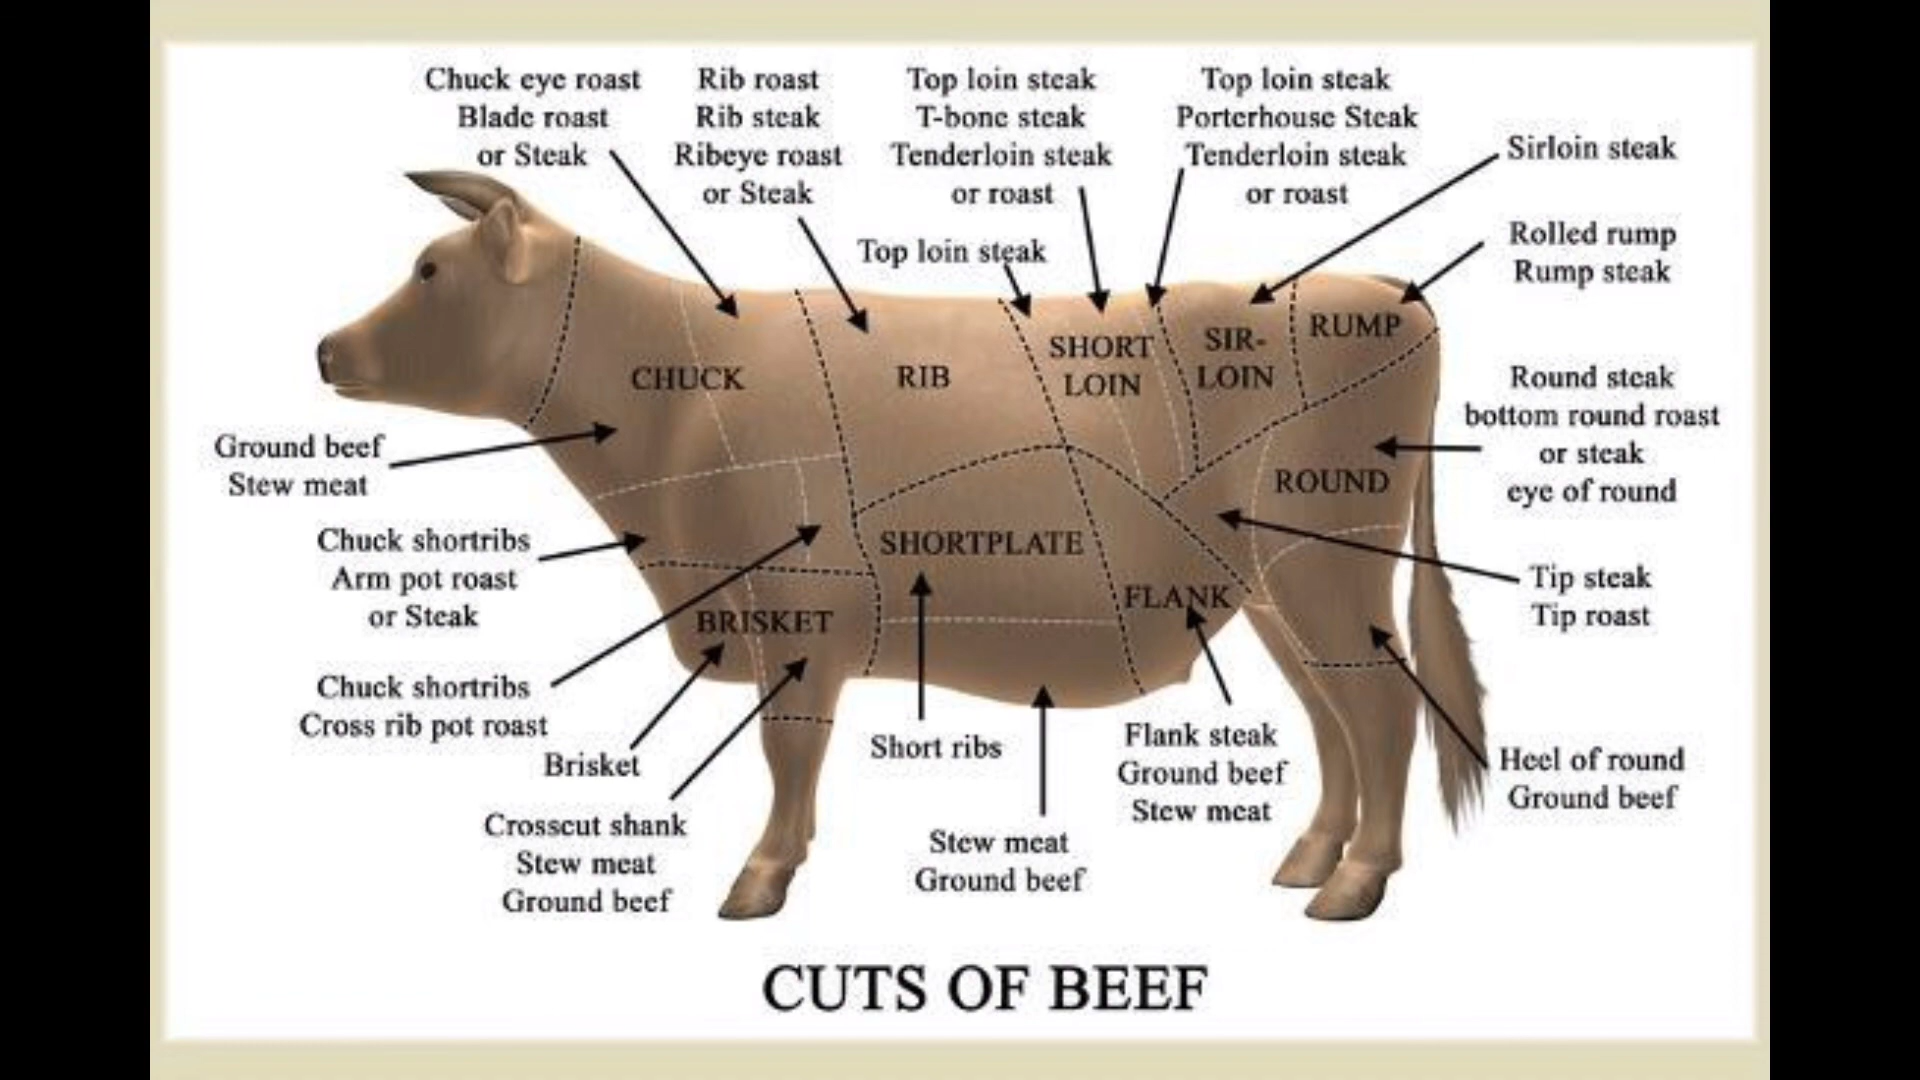 Chuck eye roast
Blade roast
or Steak
Rib roast
Rib steak
Ribeye roast
or Steak
Top loin steak
T-bone steak
Tenderloin steak
or roast
Top loin steak
Porterhouse Steak
Tenderloin steak
or roast
Sirloin steak
Rolled rump
Rump steak
Top loin steak
CHUCK
RIB
SHORT
LOIN
SIR-
LOIN
RUMP
Round steak
bottom round roast
or steak
eye of round
Ground beef
Stew meat
ROUND
Chuck shortribs
Arm pot roast
or Steak
SHORTPLATE
FLANK
Tip steak
Tip roast
BRISKET
Chuck shortribs
Cross rib pot roast
Brisket
Short ribs
Flank steak
Ground beef
Stew meat
Heel of round
Ground beef
Crosscut shank
Stew meat
Ground beef
Stew meat
Ground beef
CUTS OF BEEF